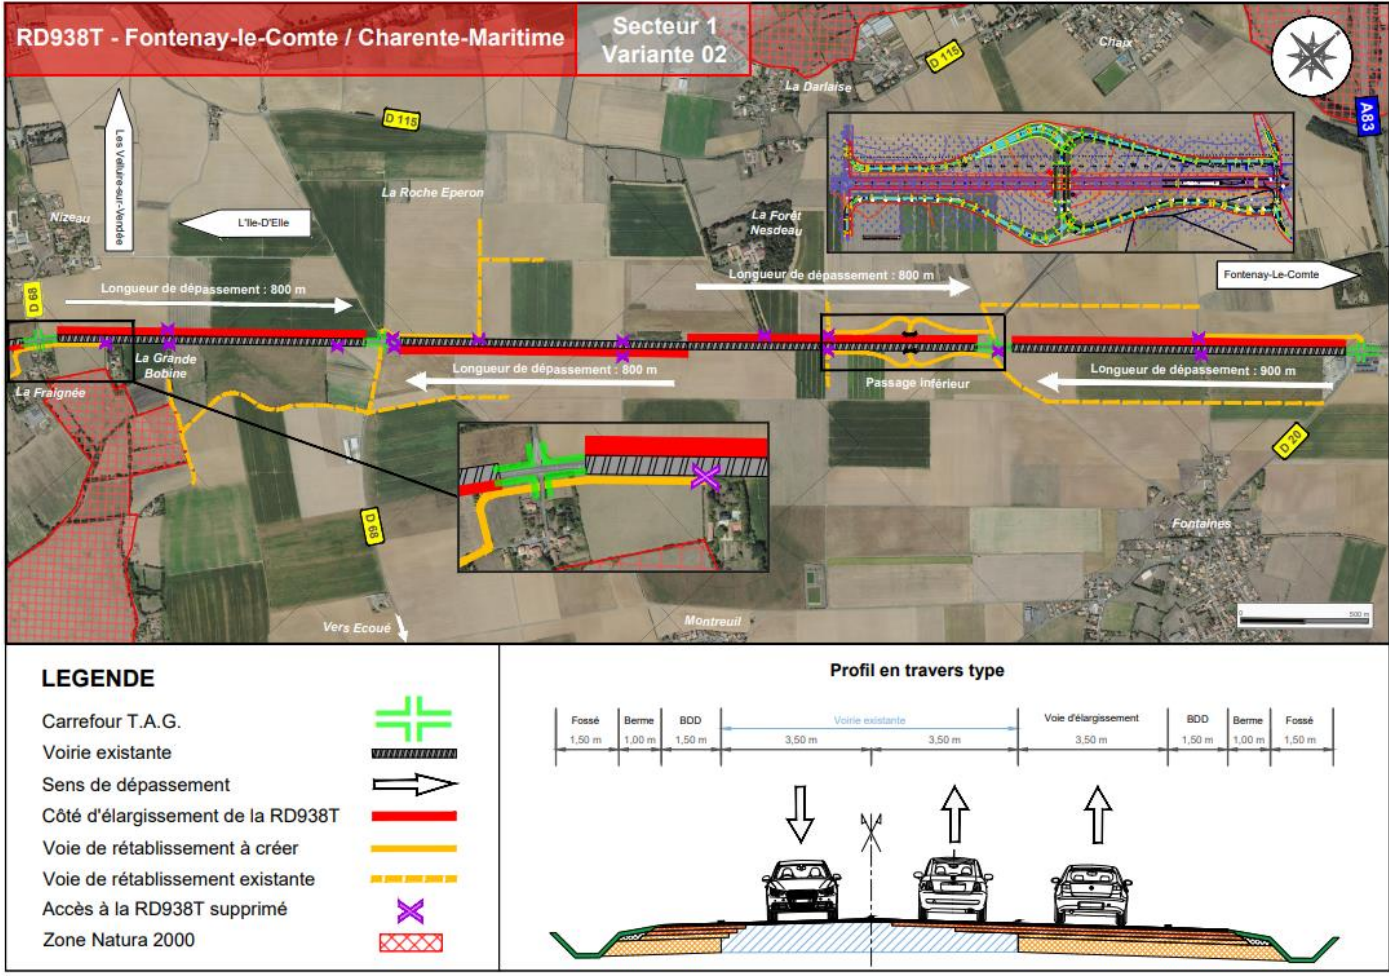 RD938T - Fontenay-le-Comte / Charente-Maritime
Secteur 1
Variante 02
Chaix
D 115
La Darlaise
A83
Les Velluire-sur-Vendée
D 115
La Roche Eperon
Nizeau
L'Ile-D'Elle
La Forêt
Nesdeau
Fontenay-Le-Comte
D 68
Longueur de dépassement : 800 m
Longueur de dépassement : 800 m
La Grande
Bobine
La Fraignée
Longueur de dépassement : 800 m
Passage inférieur
Longueur de dépassement : 900 m
D 20
D 68
Fontaines
Vers Ecoué
Montreuil
0
500 m
LEGENDE
Carrefour T.A.G.
Voirie existante
Sens de dépassement
Côté d'élargissement de la RD938T
Voie de rétablissement à créer
Voie de rétablissement existante
Accès à la RD938T supprimé
Zone Natura 2000
Profil en travers type
Fossé
Berme
BDD
Voirie existante
Voie d'élargissement
BDD
Berme
Fossé
1,50 m
1,00 m
1,50 m
3,50 m
3,50 m
3,50 m
1,50 m
1,00 m
1,50 m